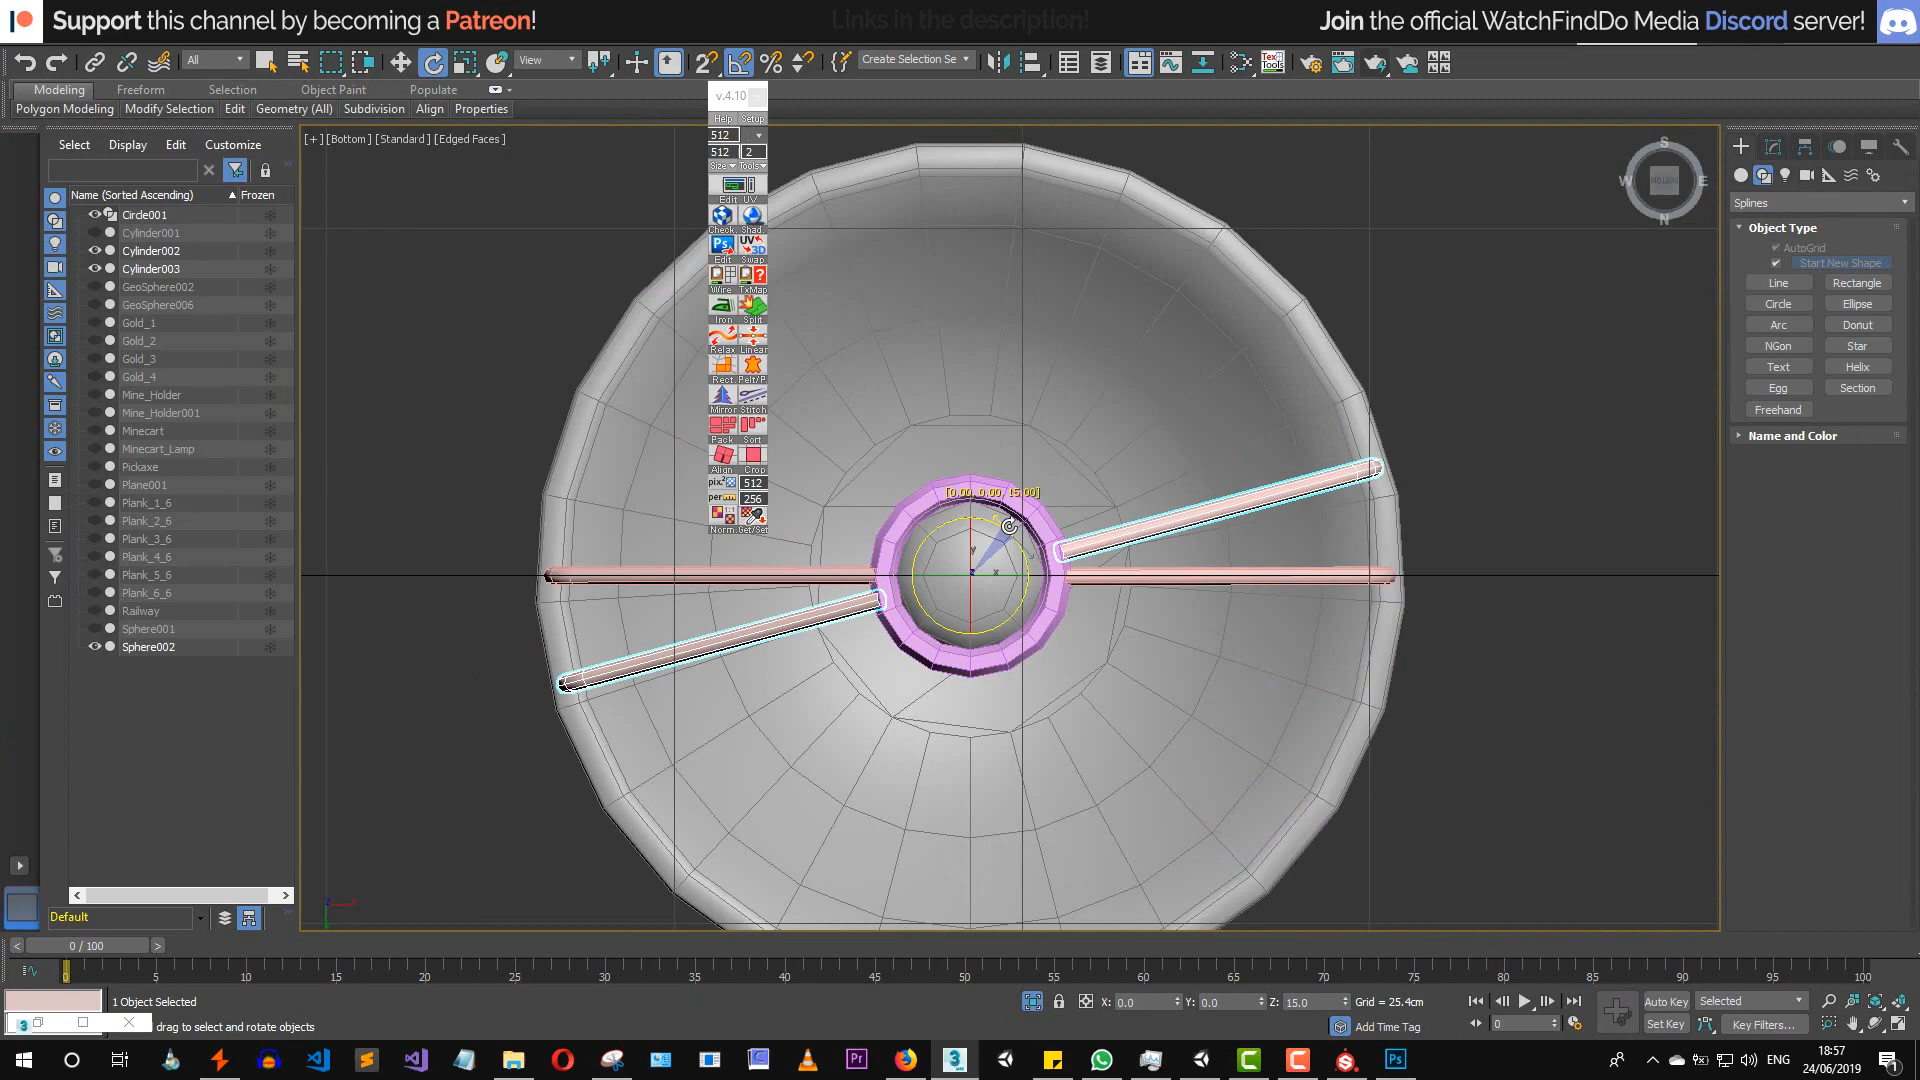 Support this channel by becoming a Patreon!
Links in the description!
Join the official WatchFindDo Media Discord server!
All
View
Create Selection Se
Modeling
Freeform
Selection
Object Paint
Populate
Polygon Modeling
Modify Selection
Edit
Geometry (All)
Subdivision
Align
Properties
v.4.10
Help
Setup
512
512
2
Size
Tools
Edit UV
Check.
Shad.
Edit
Swap
Wire
TxMap
Iron
Split
Relax
Linear
Rect.
Pelt/P.
Mirror
Stitch
Pack
Sort
Align
Crop
pix.²
512
per
256
Norm.
Get/Set
[+] [Bottom] [Standard] [Edged Faces]
[0.00, 0.00, 15.00]
Select
Display
Edit
Customize
Name (Sorted Ascending)
Frozen
Circle001
Cylinder001
Cylinder002
Cylinder003
GeoSphere002
GeoSphere006
Gold_1
Gold_2
Gold_3
Gold_4
Mine_Holder
Mine_Holder001
Minecart
Minecart_Lamp
Pickaxe
Plane001
Plank_1_6
Plank_2_6
Plank_3_6
Plank_4_6
Plank_5_6
Plank_6_6
Railway
Sphere001
Sphere002
Default
S
W
BOTTOM
E
N
Splines
Object Type
AutoGrid
Start New Shape
Line
Rectangle
Circle
Ellipse
Arc
Donut
NGon
Star
Text
Helix
Egg
Section
Freehand
Name and Color
0 / 100
0
5
10
15
20
25
30
35
40
45
50
55
60
65
70
75
80
85
90
95
100
1 Object Selected
drag to select and rotate objects
X: 0.0
Y: 0.0
Z: 15.0
Grid = 25.4cm
Add Time Tag
0
Auto Key
Selected
Set Key
Key Filters...
ENG
18:57
24/06/2019